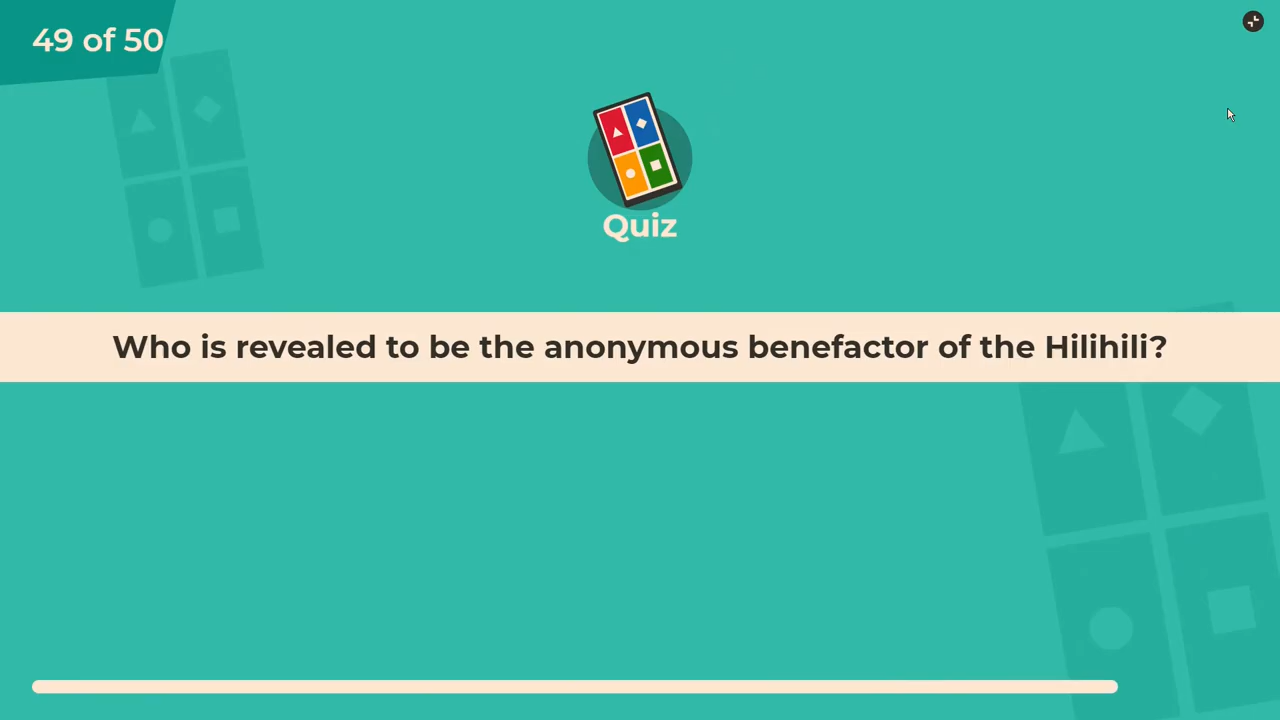 49 of 50
Quiz
Who is revealed to be the anonymous benefactor of the Hilihili?